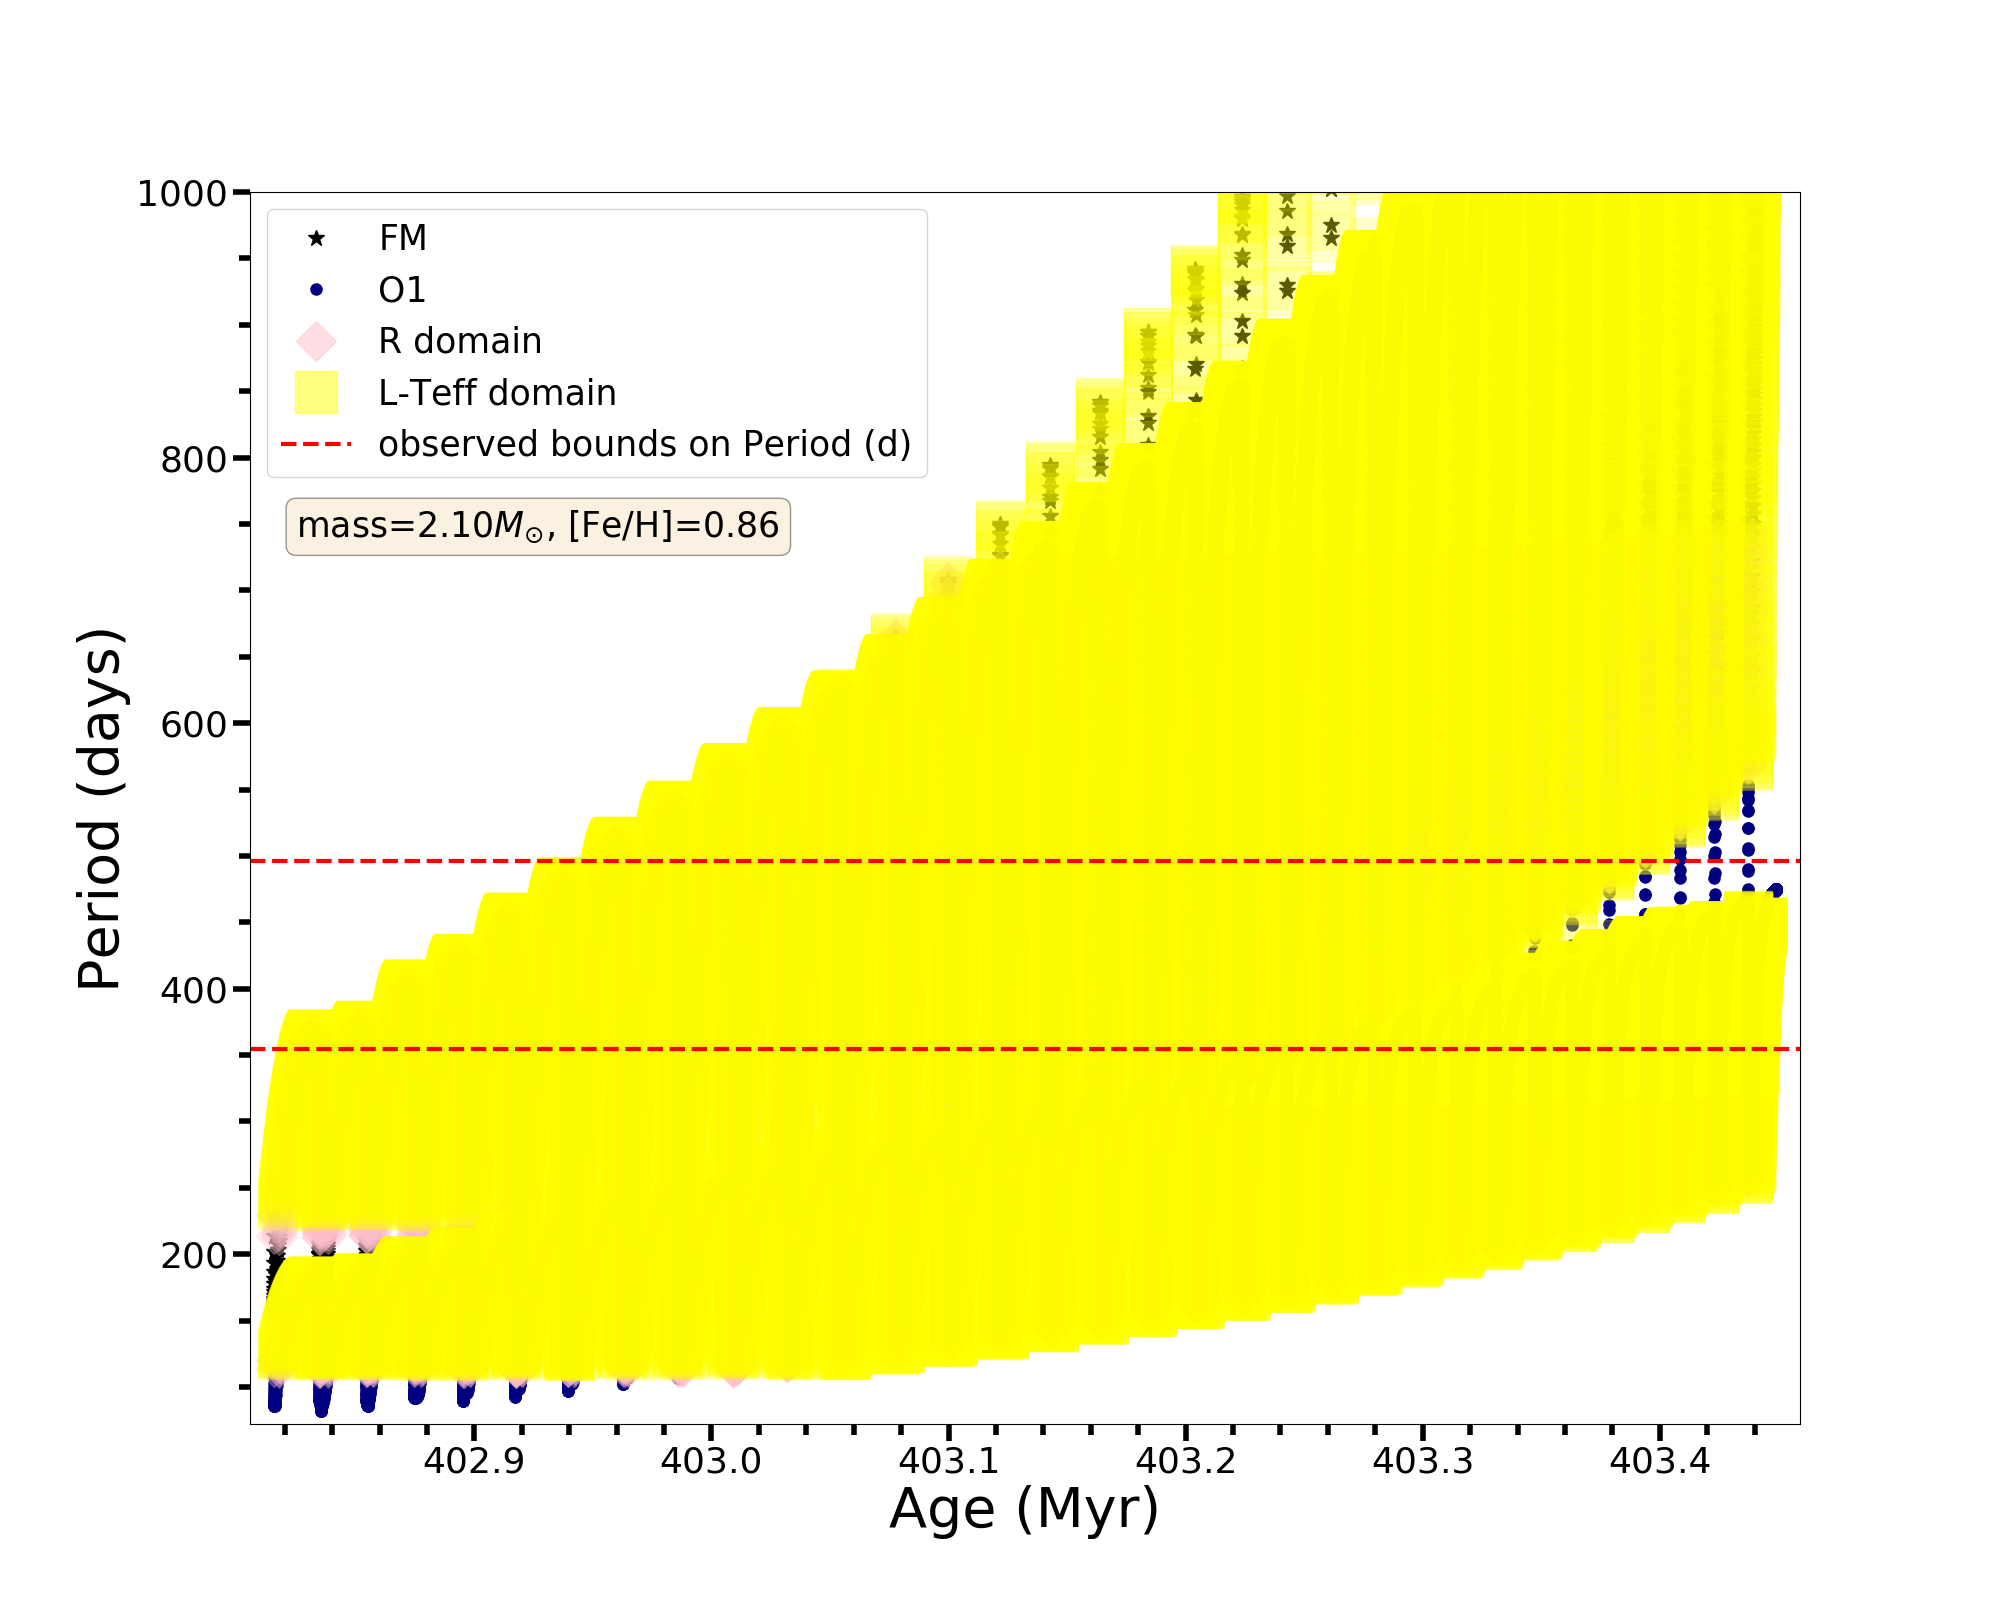 1000
800
600
400
200
Period (days)
FM
O1
R domain
L-Teff domain
observed bounds on Period (d)
mass=2.10M⊙, [Fe/H]=0.86
402.9 403.0 403.1 403.2 403.3 403.4
Age (Myr)